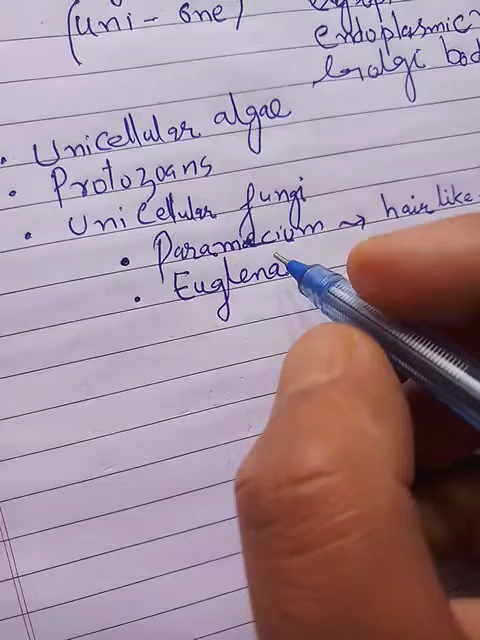 (uni - one)
endoplasmic
Golgi bod
• Unicellular algae
• Protozoans
• Unicellular fungi
• Paramecium → hair like
• Euglena